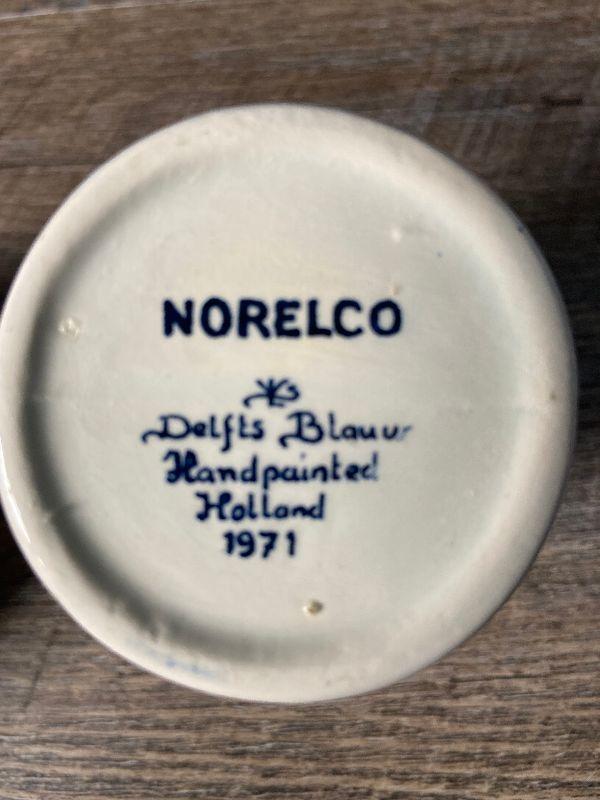 NORELCO
Delfts Blauw
Handpainted
Holland
1971